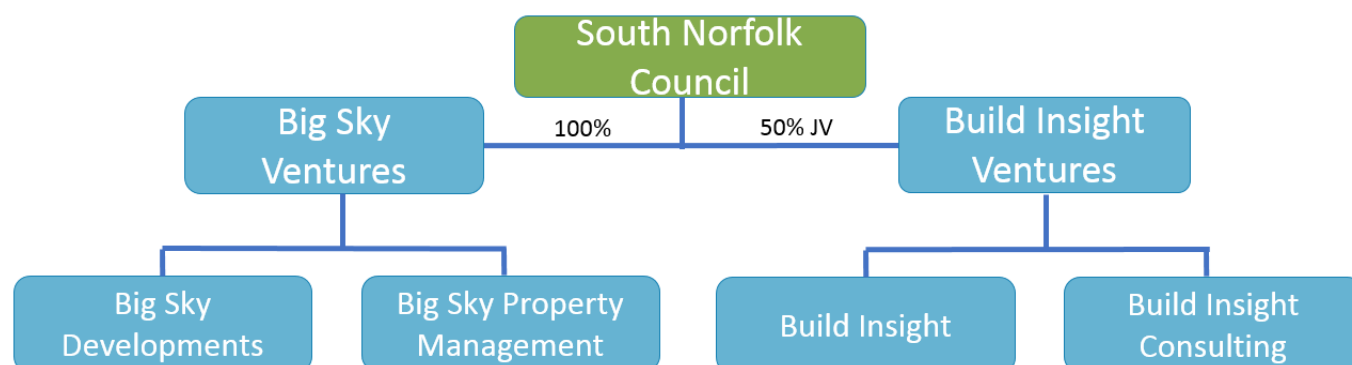 South Norfolk
Council
Big Sky
Ventures
100%
50% JV
Build Insight
Ventures
Big Sky
Developments
Big Sky Property
Management
Build Insight
Build Insight
Consulting